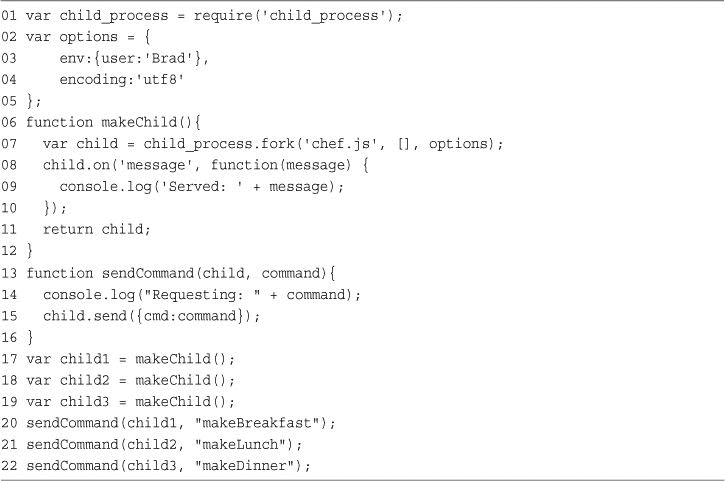 01 var child_process = require('child_process');
02 var options = {
03     env:{user:'Brad'},
04     encoding:'utf8'
05 };
06 function makeChild(){
07   var child = child_process.fork('chef.js', [], options);
08   child.on('message', function(message) {
09     console.log('Served: ' + message);
10   });
11   return child;
12 }
13 function sendCommand(child, command){
14   console.log("Requesting: " + command);
15   child.send({cmd:command});
16 }
17 var child1 = makeChild();
18 var child2 = makeChild();
19 var child3 = makeChild();
20 sendCommand(child1, "makeBreakfast");
21 sendCommand(child2, "makeLunch");
22 sendCommand(child3, "makeDinner");